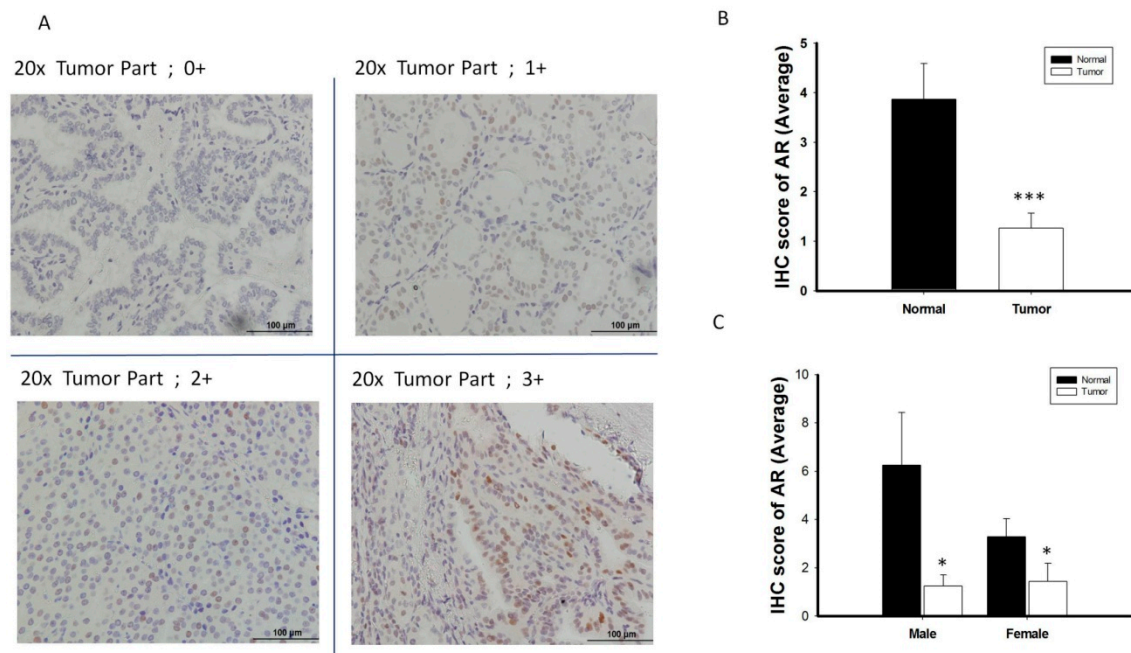 A
20x Tumor Part ; 0+
100 µm
20x Tumor Part ; 1+
100 µm
20x Tumor Part ; 2+
100 µm
20x Tumor Part ; 3+
100 µm
B
IHC score of AR (Average)
5
4
3
2
1
0
Normal
Tumor
***
Normal Tumor
C
IHC score of AR (Average)
10
8
6
4
2
0
Normal
Tumor
* *
Male Female